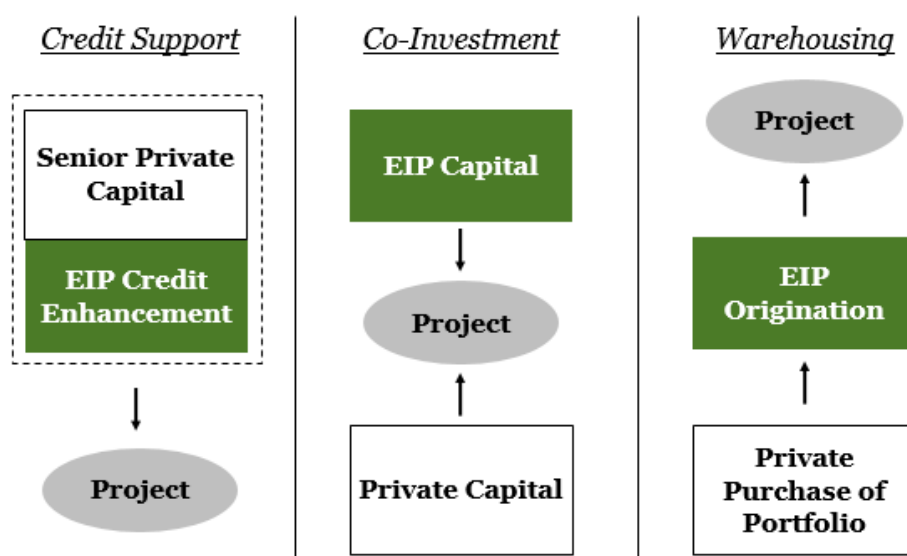 Credit Support
Senior Private
Capital
EIP Credit
Enhancement
Project
Co-Investment
EIP Capital
Project
Private Capital
Warehousing
Project
EIP
Origination
Private
Purchase of
Portfolio